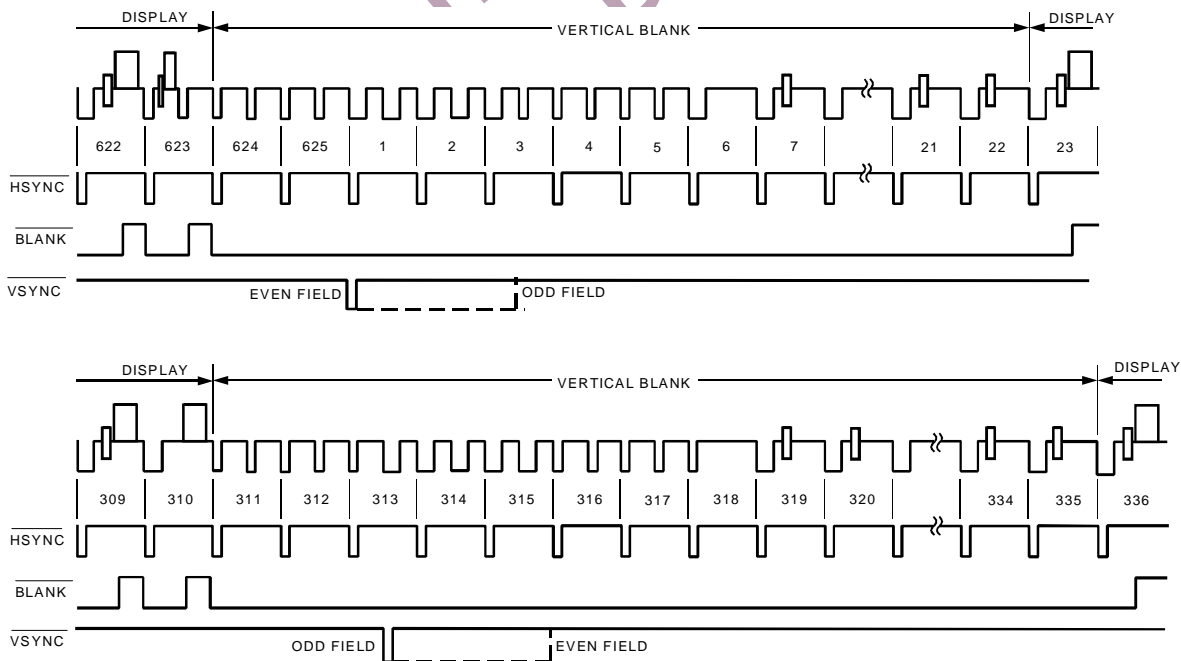 DISPLAY VERTICAL BLANK DISPLAY
622 623 624 625 1 2 3 4 5 6 7 21 22 23
HSYNC
BLANK
VSYNC EVEN FIELD ODD FIELD
DISPLAY VERTICAL BLANK DISPLAY
309 310 311 312 313 314 315 316 317 318 319 320 334 335 336
HSYNC
BLANK
VSYNC ODD FIELD EVEN FIELD